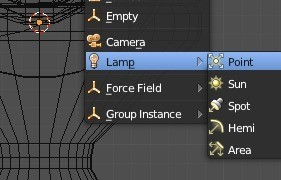 Empty
Camera
Lamp
Force Field
Group Instance
Point
Sun
Spot
Hemi
Area